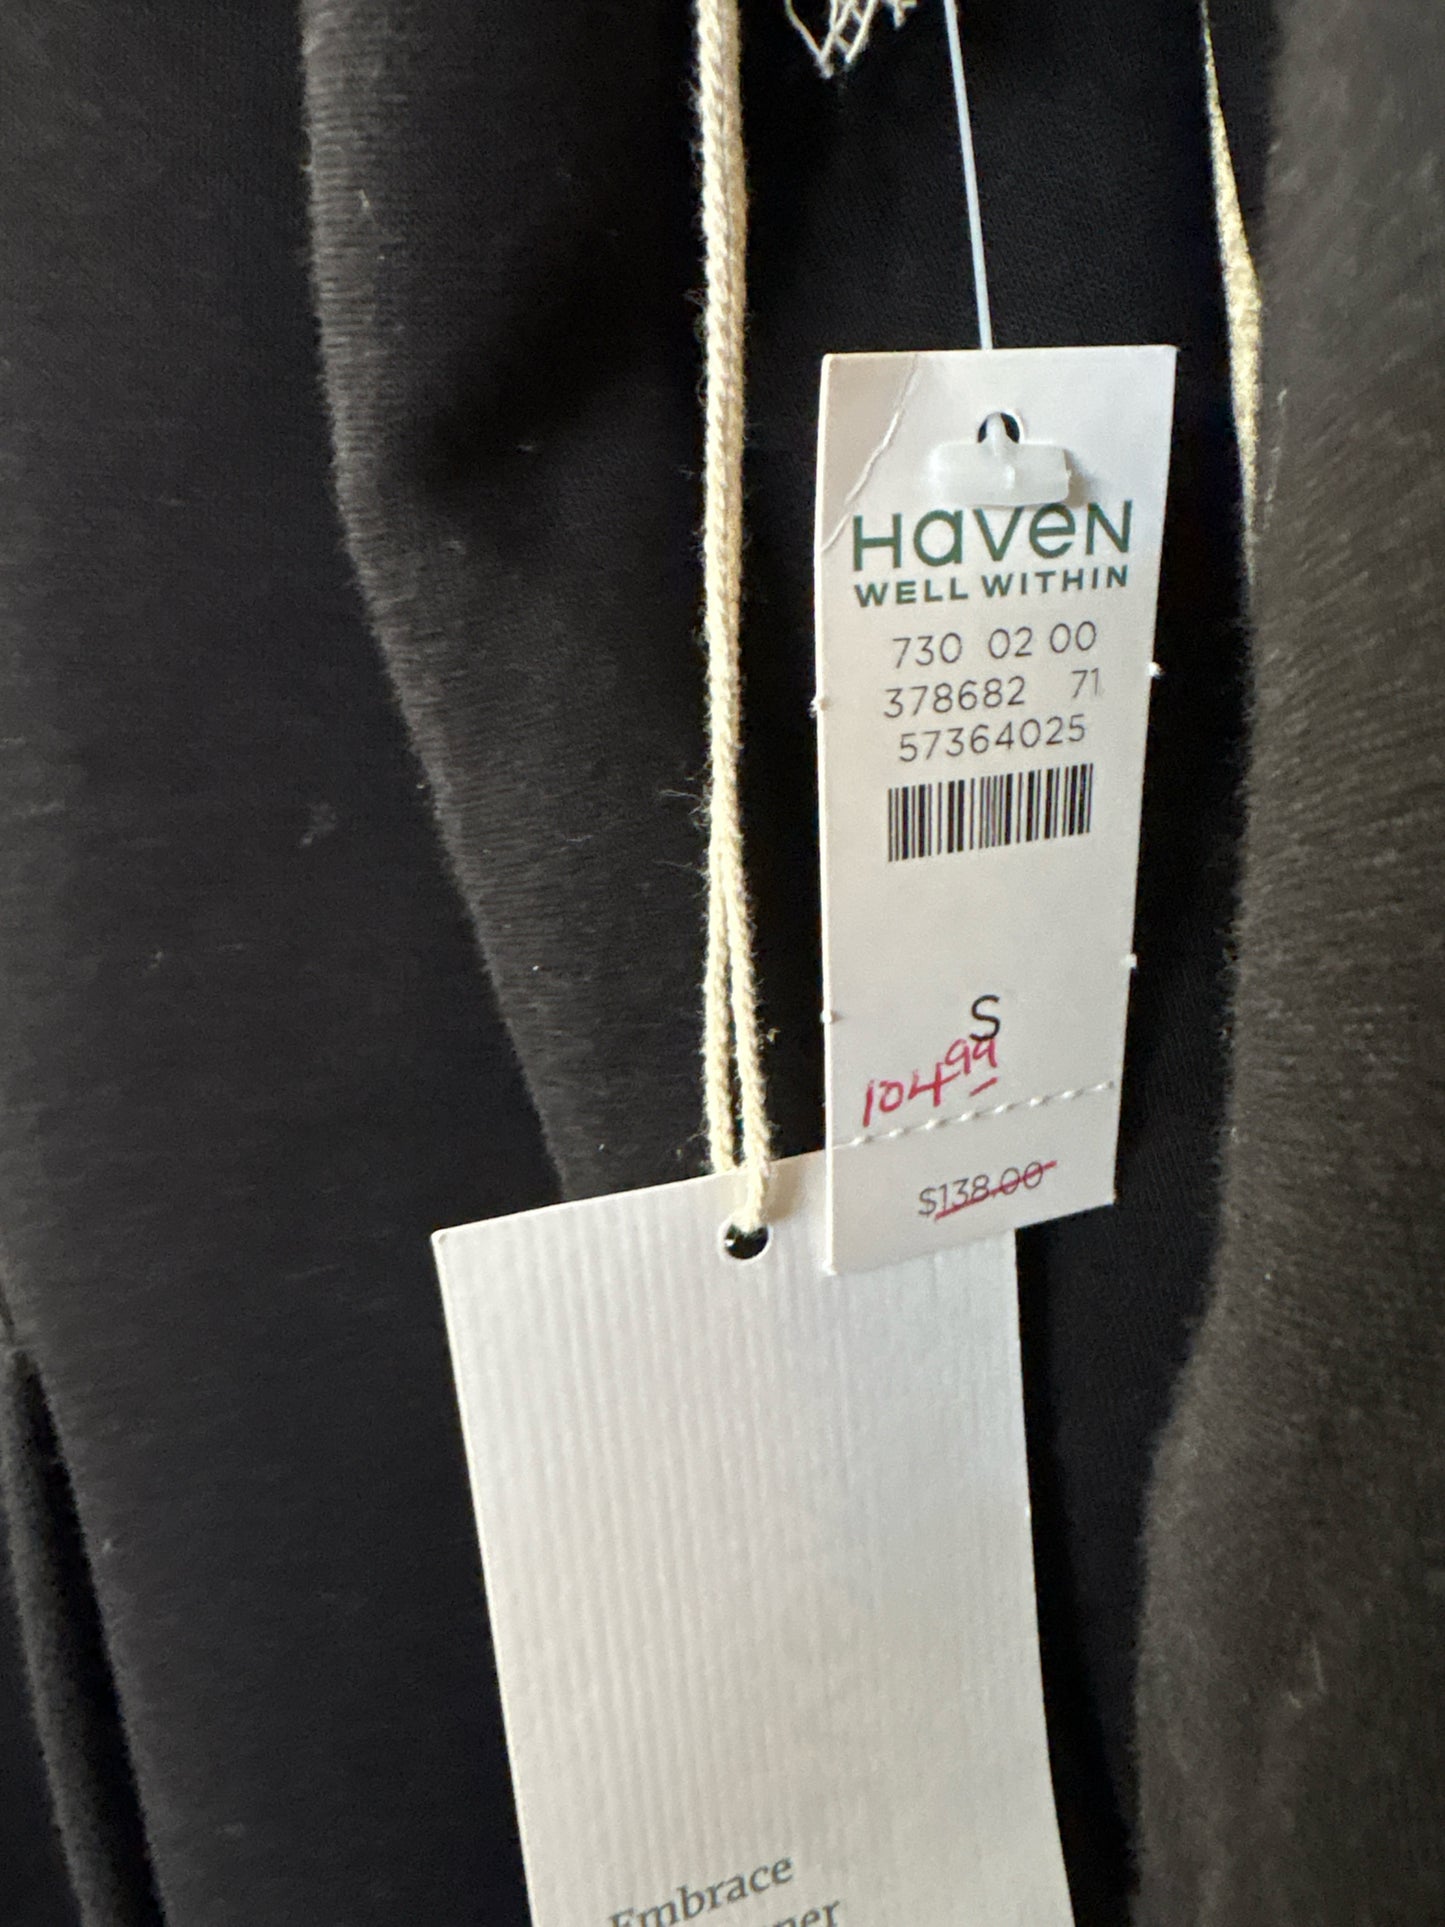 HaveN
WELL WITHIN
730 02 00
378682 71
57364025
S
104 99
$138.00
Embrace